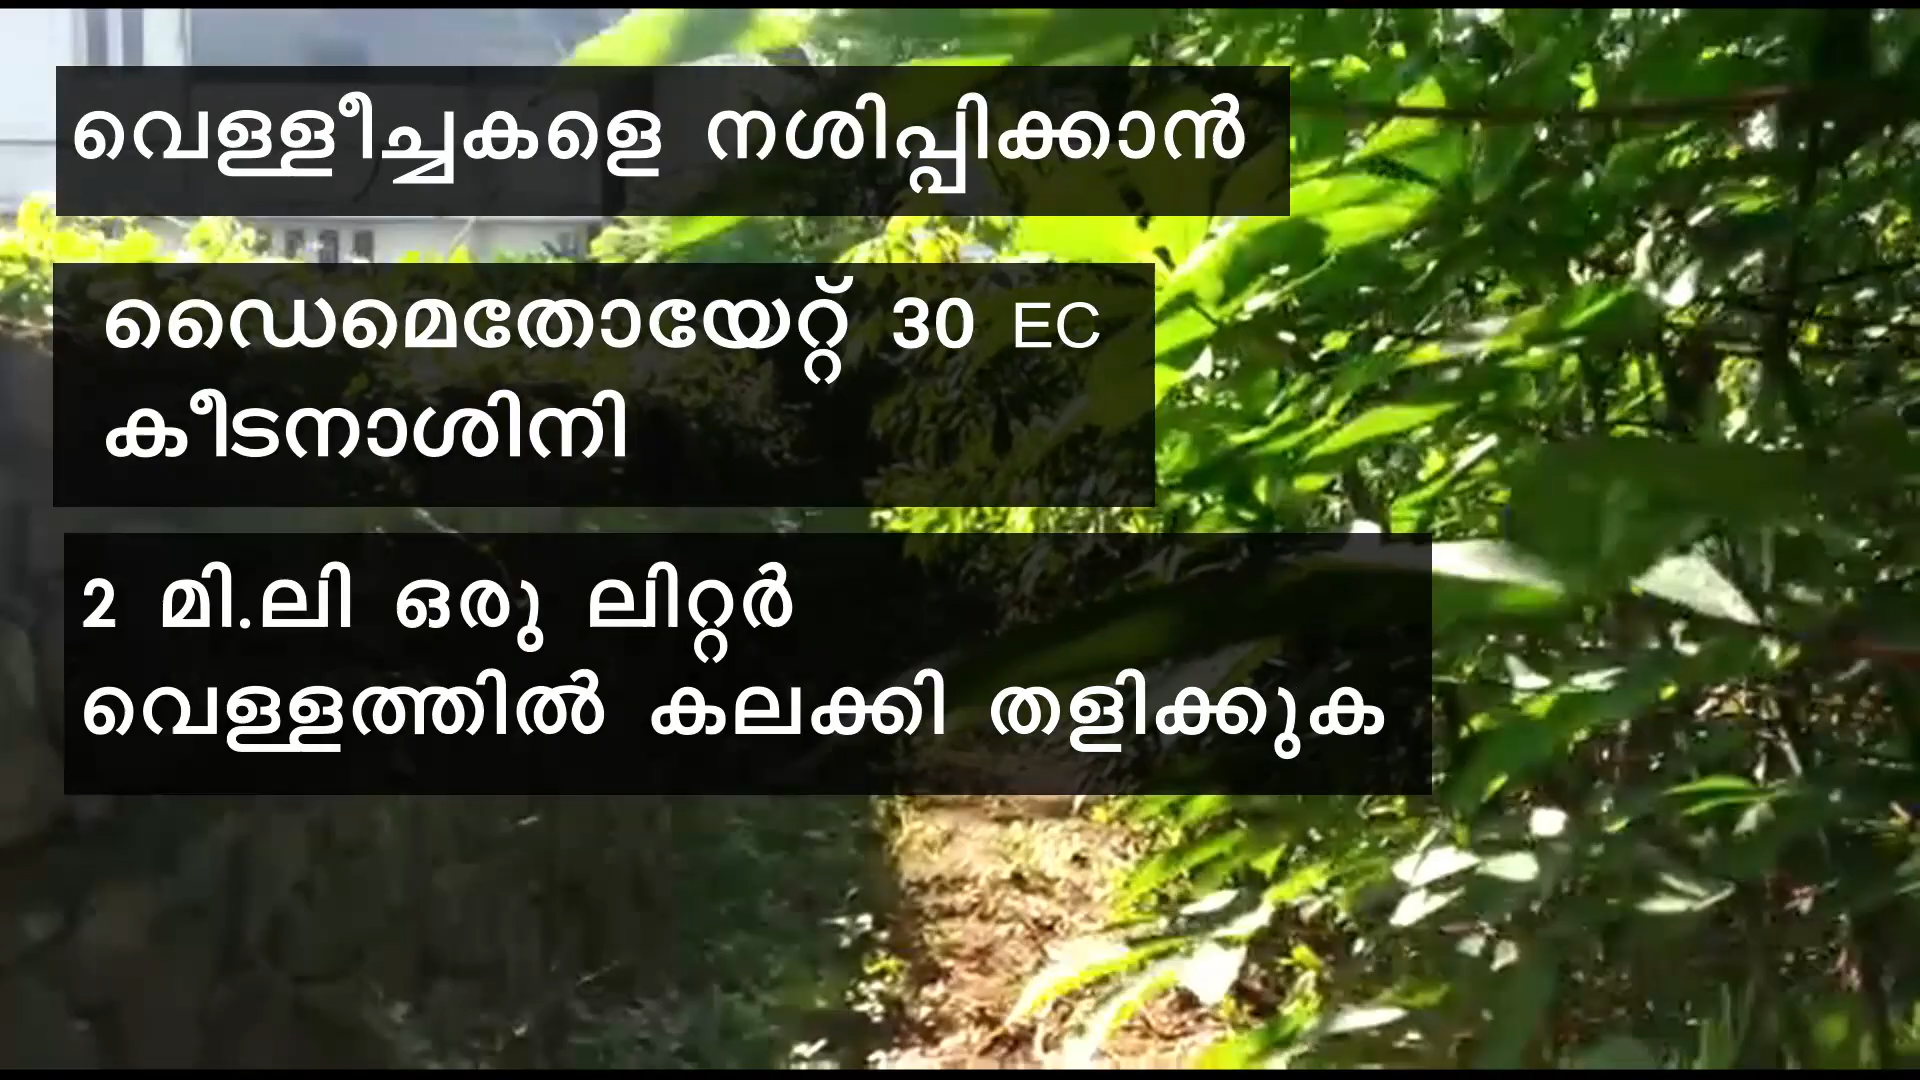 വെള്ളീച്ചകളെ നശിപ്പിക്കാൻ
ഡൈമെതോയേറ്റ് 30 EC
കീടനാശിനി
2 മി.ലി ഒരു ലിറ്റർ
വെള്ളത്തിൽ കലക്കി തളിക്കുക